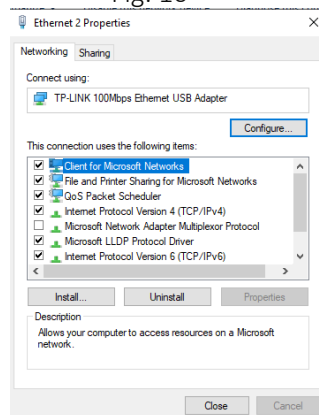 Ethernet 2 Properties
Networking Sharing
Connect using:
TP-LINK 100Mbps Ethernet USB Adapter
Configure...
This connection uses the following items:
Client for Microsoft Networks
File and Printer Sharing for Microsoft Networks
QoS Packet Scheduler
Internet Protocol Version 4 (TCP/IPv4)
Microsoft Network Adapter Multiplexor Protocol
Microsoft LLDP Protocol Driver
Internet Protocol Version 6 (TCP/IPv6)
Install... Uninstall Properties
Description
Allows your computer to access resources on a Microsoft
network.
Close Cancel